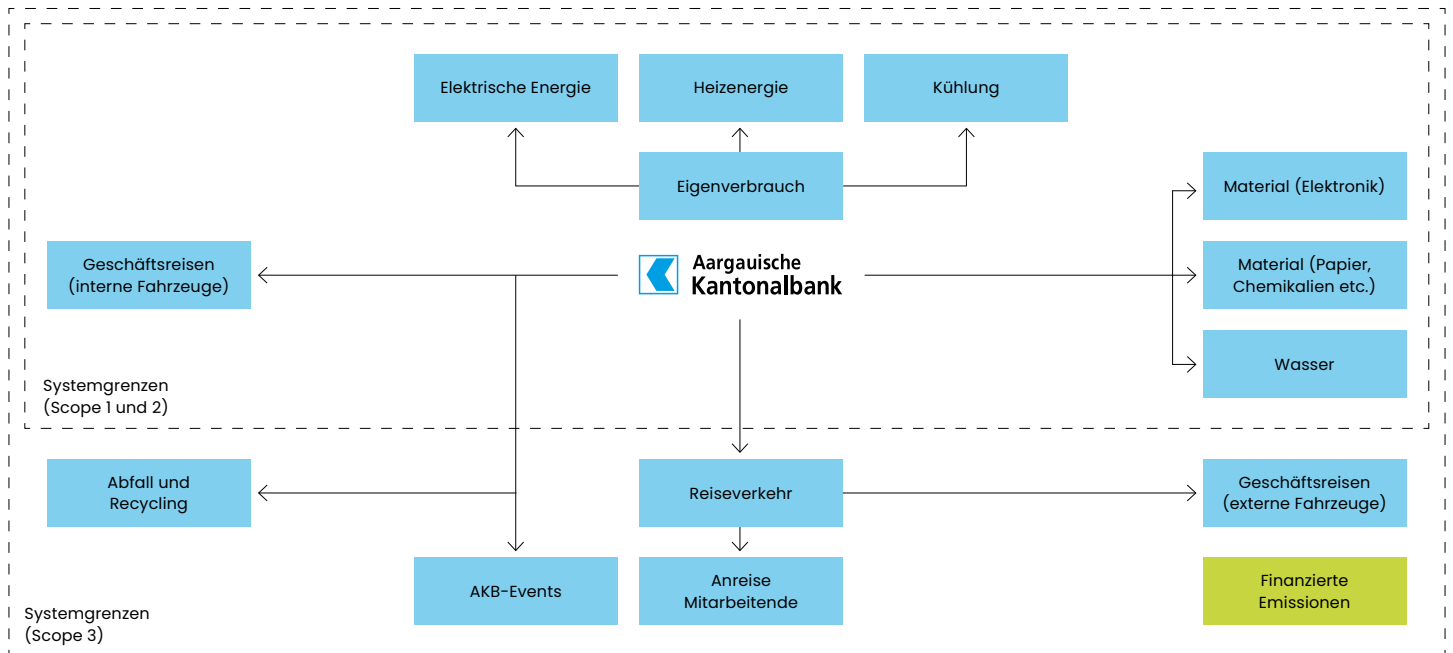 Elektrische Energie
Heizenergie
Kühlung
Eigenverbrauch
Material (Elektronik)
Geschäftsreisen
(interne Fahrzeuge)
Aargauische
Kantonalbank
Material (Papier,
Chemikalien etc.)
Wasser
Systemgrenzen
(Scope 1 und 2)
Abfall und
Recycling
Reiseverkehr
Geschäftsreisen
(externe Fahrzeuge)
AKB-Events
Anreise
Mitarbeitende
Finanzierte
Emissionen
Systemgrenzen
(Scope 3)